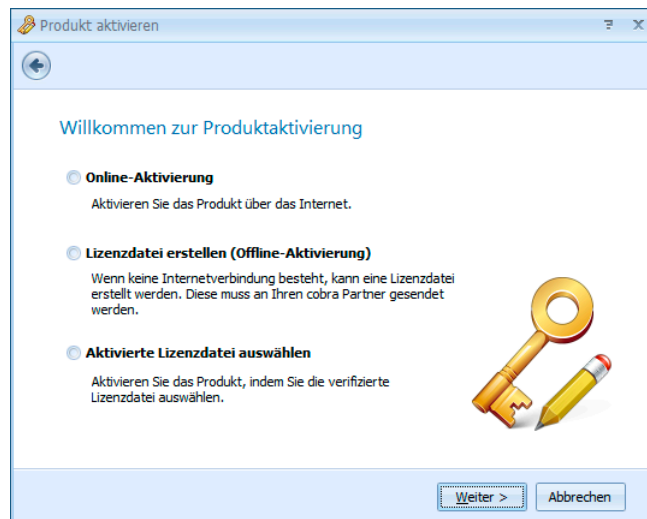 Produkt aktivieren
Willkommen zur Produktaktivierung
Online-Aktivierung
Aktivieren Sie das Produkt über das Internet.
Lizenzdatei erstellen (Offline-Aktivierung)
Wenn keine Internetverbindung besteht, kann eine Lizenzdatei
erstellt werden. Diese muss an Ihren cobra Partner gesendet
werden.
Aktivierte Lizenzdatei auswählen
Aktivieren Sie das Produkt, indem Sie die verifizierte
Lizenzdatei auswählen.
Weiter >
Abbrechen